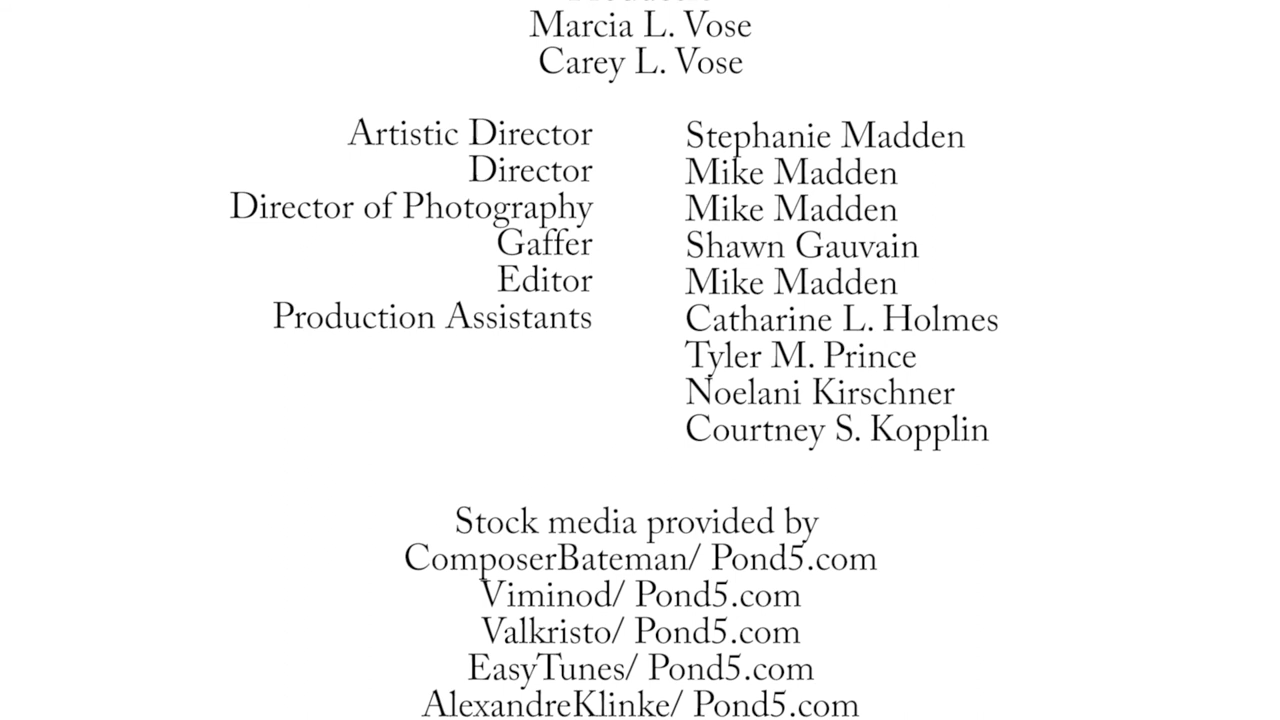 Marcia L. Vose
Carey L. Vose
Artistic Director Stephanie Madden
Director Mike Madden
Director of Photography Mike Madden
Gaffer Shawn Gauvain
Editor Mike Madden
Production Assistants Catharine L. Holmes
Tyler M. Prince
Noelani Kirschner
Courtney S. Kopplin
Stock media provided by
ComposerBateman/ Pond5.com
Viminod/ Pond5.com
Valkristo/ Pond5.com
EasyTunes/ Pond5.com
AlexandreKlinke/ Pond5.com